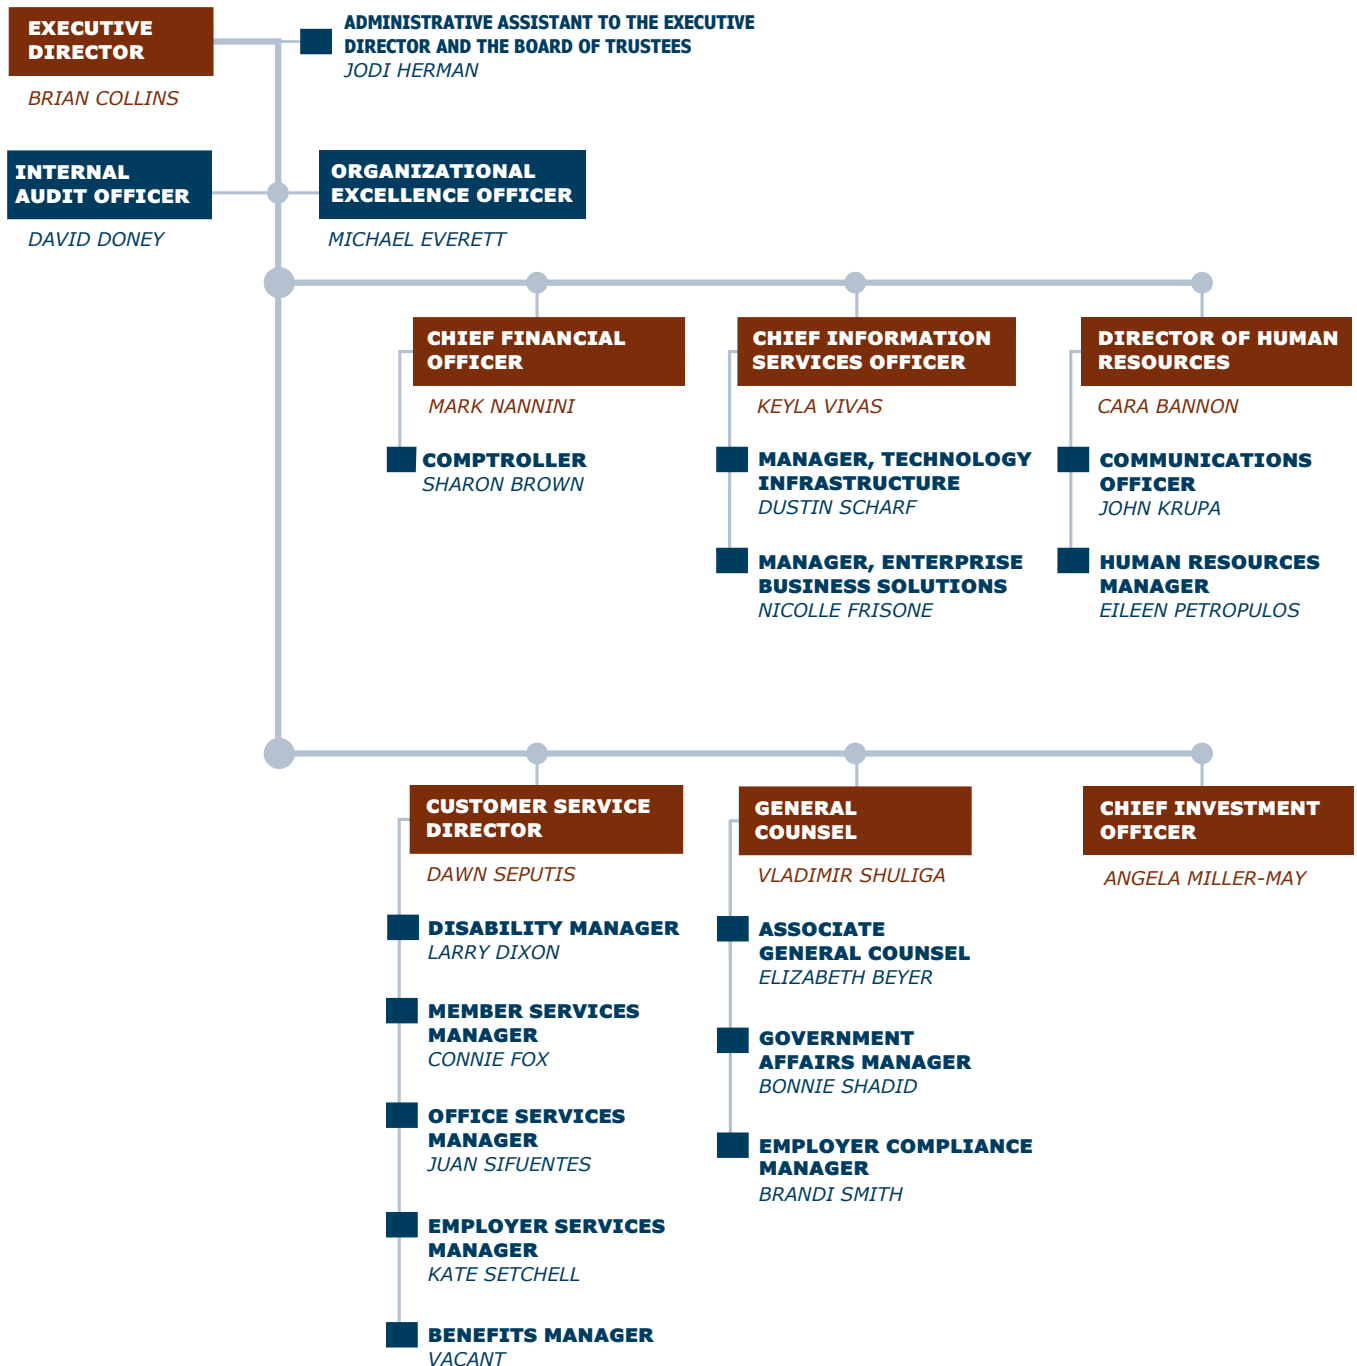 EXECUTIVE
DIRECTOR
BRIAN COLLINS
ADMINISTRATIVE ASSISTANT TO THE EXECUTIVE
DIRECTOR AND THE BOARD OF TRUSTEES
JODI HERMAN
INTERNAL
AUDIT OFFICER
DAVID DONEY
ORGANIZATIONAL
EXCELLENCE OFFICER
MICHAEL EVERETT
CHIEF FINANCIAL
OFFICER
MARK NANNINI
COMPTROLLER
SHARON BROWN
CHIEF INFORMATION
SERVICES OFFICER
KEYLA VIVAS
MANAGER, TECHNOLOGY
INFRASTRUCTURE
DUSTIN SCHARF
MANAGER, ENTERPRISE
BUSINESS SOLUTIONS
NICOLLE FRISONE
DIRECTOR OF HUMAN
RESOURCES
CARA BANNON
COMMUNICATIONS
OFFICER
JOHN KRUPA
HUMAN RESOURCES
MANAGER
EILEEN PETROPULOS
CUSTOMER SERVICE
DIRECTOR
DAWN SEPUTIS
DISABILITY MANAGER
LARRY DIXON
MEMBER SERVICES
MANAGER
CONNIE FOX
OFFICE SERVICES
MANAGER
JUAN SIFUENTES
EMPLOYER SERVICES
MANAGER
KATE SETCHELL
BENEFITS MANAGER
VACANT
GENERAL
COUNSEL
VLADIMIR SHULIGA
ASSOCIATE
GENERAL COUNSEL
ELIZABETH BEYER
GOVERNMENT
AFFAIRS MANAGER
BONNIE SHADID
EMPLOYER COMPLIANCE
MANAGER
BRANDI SMITH
CHIEF INVESTMENT
OFFICER
ANGELA MILLER-MAY